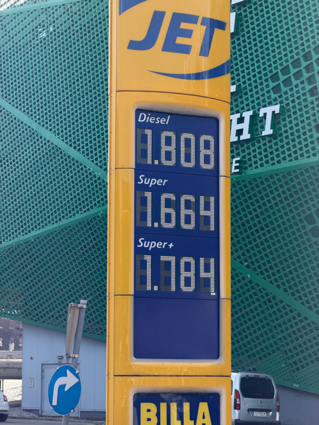 JET
Diesel
1.808
Super
1.664
Super+
1.784
BILLA
HT
E